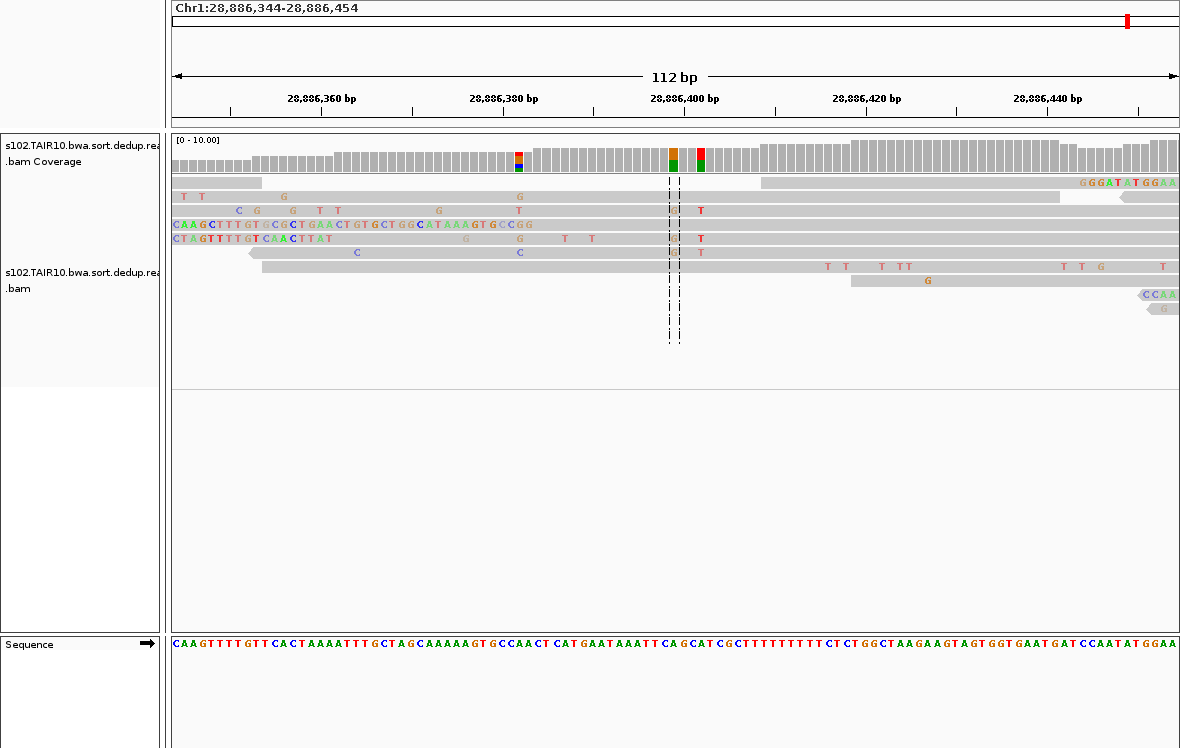 Chr1:28,886,344-28,886,454
112 bp
28,886,360 bp 28,886,380 bp 28,886,400 bp 28,886,420 bp 28,886,440 bp
s102.TAIR10.bwa.sort.dedup.rea
.bam Coverage
[0 - 10.00]
GGGATATGGAA
T T G G
C G G T T G T G T
CAAGCTTTGTGCGCTGAACTGTGCTGGCATAAAGTGCCGG
CTAGTTTTGTCAACTTAT G G T T G T
C C G T
s102.TAIR10.bwa.sort.dedup.rea
.bam
T T T T T T T G T
G
CCAA
G
Sequence
CAAGTTTTGTTCACTAAAATTTGCTAGCAAAAAGTGCCAACTCATGAATAAATTCAGCATCGCTTTTTTTTTCTCTGGCTAAGAAGTAGTGGTGAATGATCCAATATGGAA